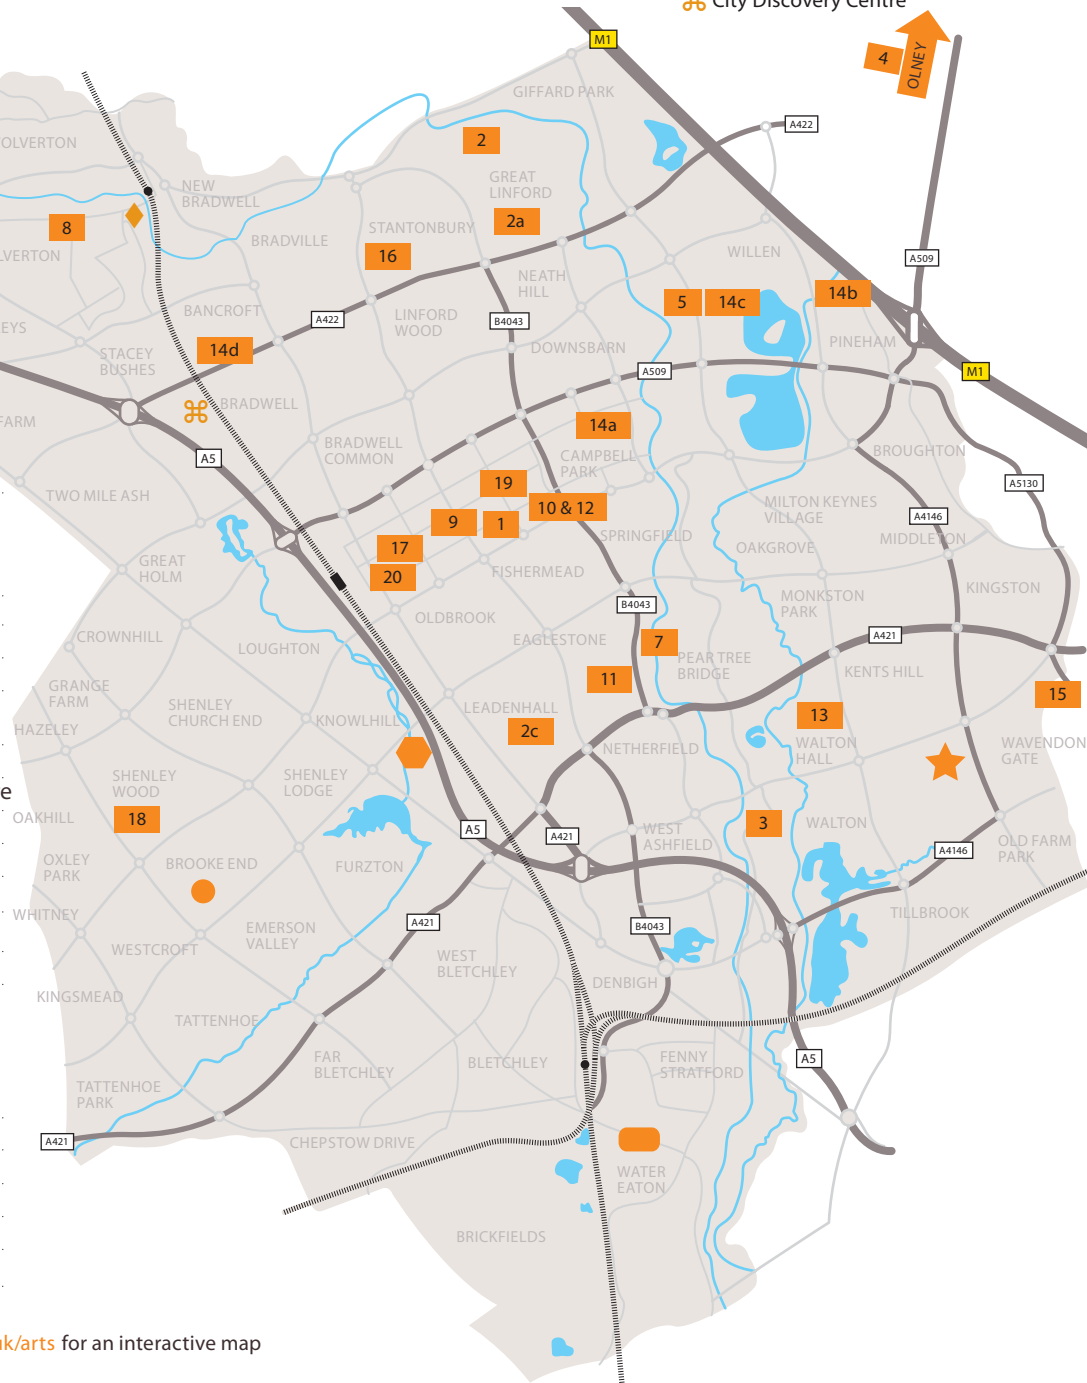 City Discovery Centre
M1
4
OLNEY
GIFFARD PARK
A422
2
OLVERTON
NEW
BRADWELL
GREAT
LINFORD
8
2a
STANTONBURY
BRADVILLE
LVERTON
16
WILLEN
A509
NEATH
HILL
14b
5
14c
BANCROFT
LINFORD
WOOD
A422
B4043
EYS
STACEY
BUSHES
14d
DOWNSBARN
PINEHAM
A509
M1
BRADWELL
FARM
14a
BRADWELL
COMMON
CAMPBELL
PARK
BROUGHTON
A5
19
A5130
TWO MILE ASH
10 & 12
MILTON KEYNES
VILLAGE
A4146
9
1
SPRINGFIELD
MIDDLETON
17
OAKGROVE
GREAT
HOLM
20
FISHERMEAD
KINGSTON
MONKSTON
PARK
B4043
OLDBROOK
CROWNHILL
EAGLESTONE
7
A421
LOUGHTON
PEAR TREE
BRIDGE
KENTS HILL
11
GRANGE
FARM
15
SHENLEY
CHURCH END
KNOWLHILL
LEADENHALL
13
HAZELEY
2c
NETHERFIELD
WALTON
HALL
WAVENDON
GATE
SHENLEY
WOOD
SHENLEY
LODGE
e
OAKHILL
18
A5
A421
WEST
ASHFIELD
3
WALTON
OLD FARM
PARK
A4146
OXLEY
PARK
BROOKE END
FURZTON
WHITNEY
TILLBROOK
A421
B4043
EMERSON
VALLEY
WESTCROFT
WEST
BLETCHLEY
DENBIGH
KINGSMEAD
TATTENHOE
FAR
BLETCHLEY
BLETCHLEY
FENNY
STRATFORD
A5
TATTENHOE
PARK
A421
CHEPSTOW DRIVE
WATER
EATON
BRICKFIELDS
uk/arts for an interactive map